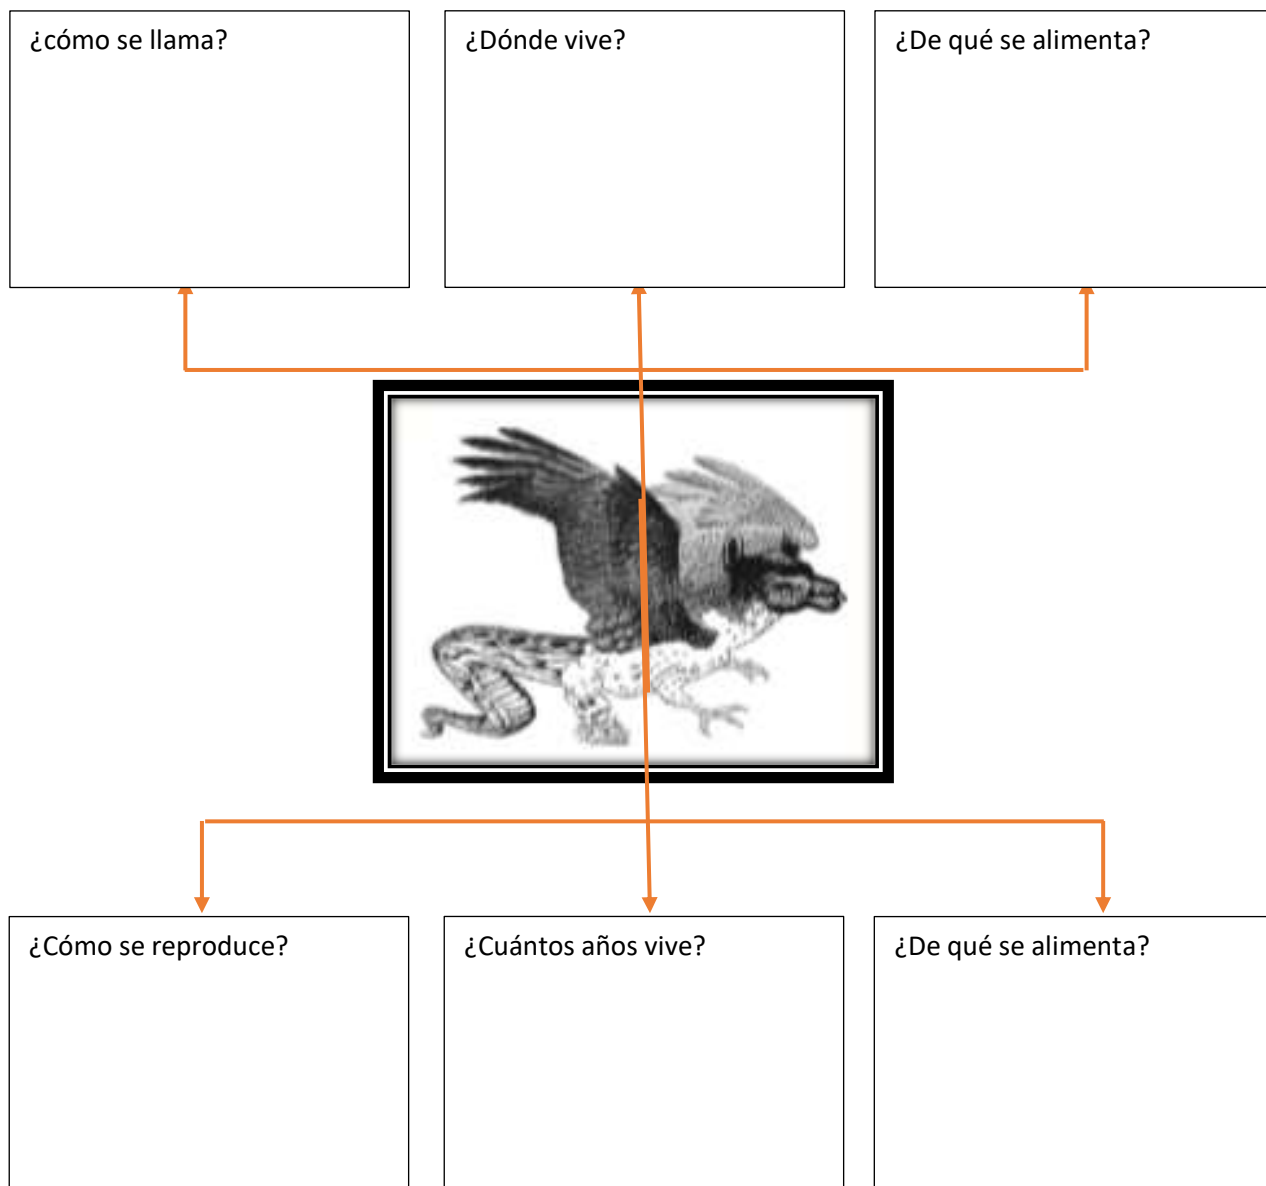 ¿cómo se llama?
¿Dónde vive?
¿De qué se alimenta?
¿Cómo se reproduce?
¿Cuántos años vive?
¿De qué se alimenta?